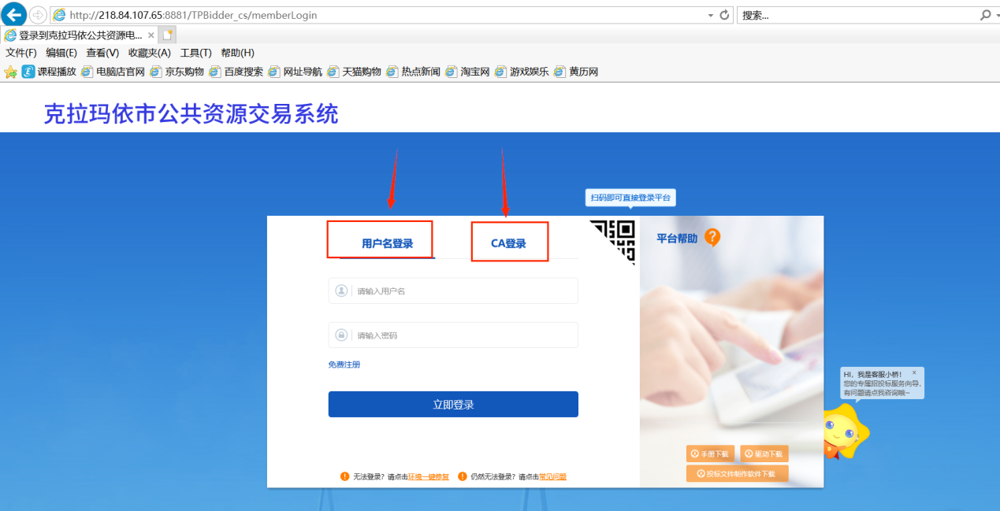 http://218.84.107.65:8881/TPBidder_cs/memberLogin
搜索...
登录到克拉玛依公共资源电...
文件(F) 编辑(E) 查看(V) 收藏夹(A) 工具(T) 帮助(H)
课程播放 电脑店官网 京东购物 百度搜索 网址导航 天猫购物 热点新闻 淘宝网 游戏娱乐 黄历网
克拉玛依市公共资源交易系统
扫码即可直接登录平台
用户名登录 CA登录
平台帮助
请输入用户名
请输入密码
免费注册
HI，我是客服小桥！
您的专属招投标服务向导，
有问题请点我咨询哦~
立即登录
手册下载 驱动下载
投标文件制作软件下载
无法登录？请点击环境一键修复 仍然无法登录？请点击常见问题